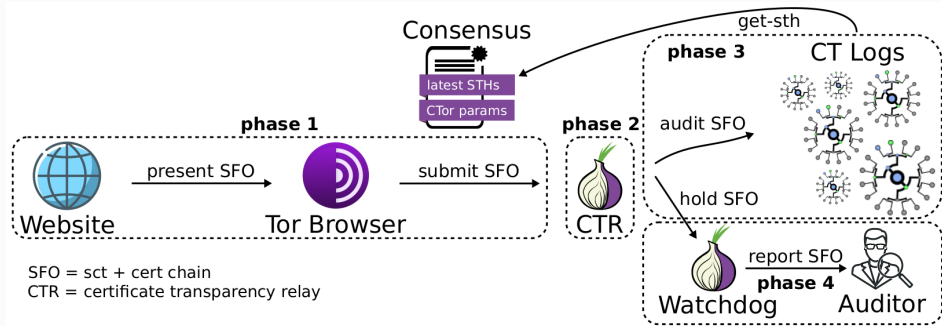 get-sth
Consensus
latest STHs
CTor params
phase 1
Website
present SFO
Tor Browser
submit SFO
phase 2
CTR
phase 3
CT Logs
audit SFO
hold SFO
Watchdog
report SFO
phase 4
Auditor
SFO = sct + cert chain
CTR = certificate transparency relay